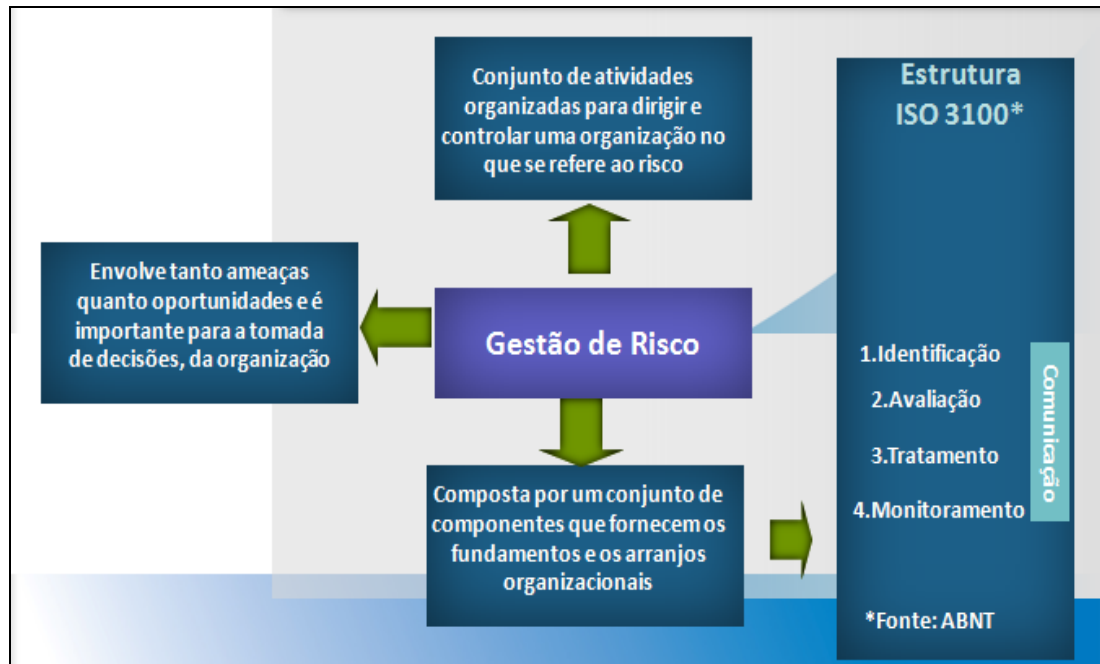 Conjunto de atividades
organizadas para dirigir e
controlar uma organização no
que se refere ao risco
Envolve tanto ameaças
quanto oportunidades e é
importante para a tomada
de decisões, da organização
Gestão de Risco
Composta por um conjunto de
componentes que fornecem os
fundamentos e os arranjos
organizacionais
Estrutura
ISO 3100*
1.Identificação
2.Avaliação
3.Tratamento
4.Monitoramento
Comunicação
*Fonte: ABNT